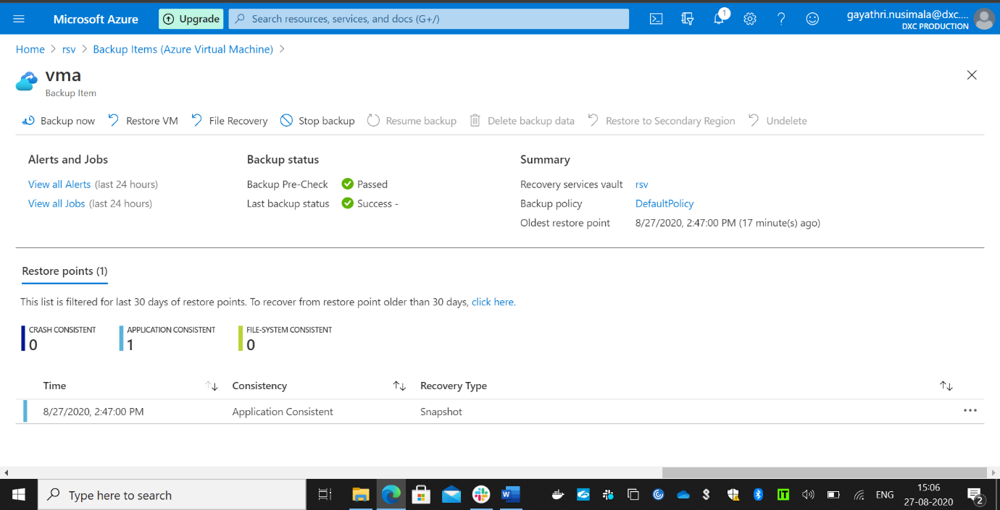 Microsoft Azure
Upgrade
Search resources, services, and docs (G+/)
1
gayathri.nusimala@dxc....
DXC PRODUCTION
Home > rsv > Backup Items (Azure Virtual Machine) >
vma
Backup Item
Backup now Restore VM File Recovery Stop backup Resume backup Delete backup data Restore to Secondary Region Undelete
Alerts and Jobs Backup status Summary
View all Alerts (last 24 hours) Backup Pre-Check Passed Recovery services vault rsv
View all Jobs (last 24 hours) Last backup status Success - Backup policy DefaultPolicy
Oldest restore point 8/27/2020, 2:47:00 PM (17 minute(s) ago)
Restore points (1)
This list is filtered for last 30 days of restore points. To recover from restore point older than 30 days, click here.
CRASH CONSISTENT APPLICATION CONSISTENT FILE-SYSTEM CONSISTENT
0 1 0
Time Consistency Recovery Type
8/27/2020, 2:47:00 PM Application Consistent Snapshot
Type here to search
ENG
15:06
27-08-2020
2